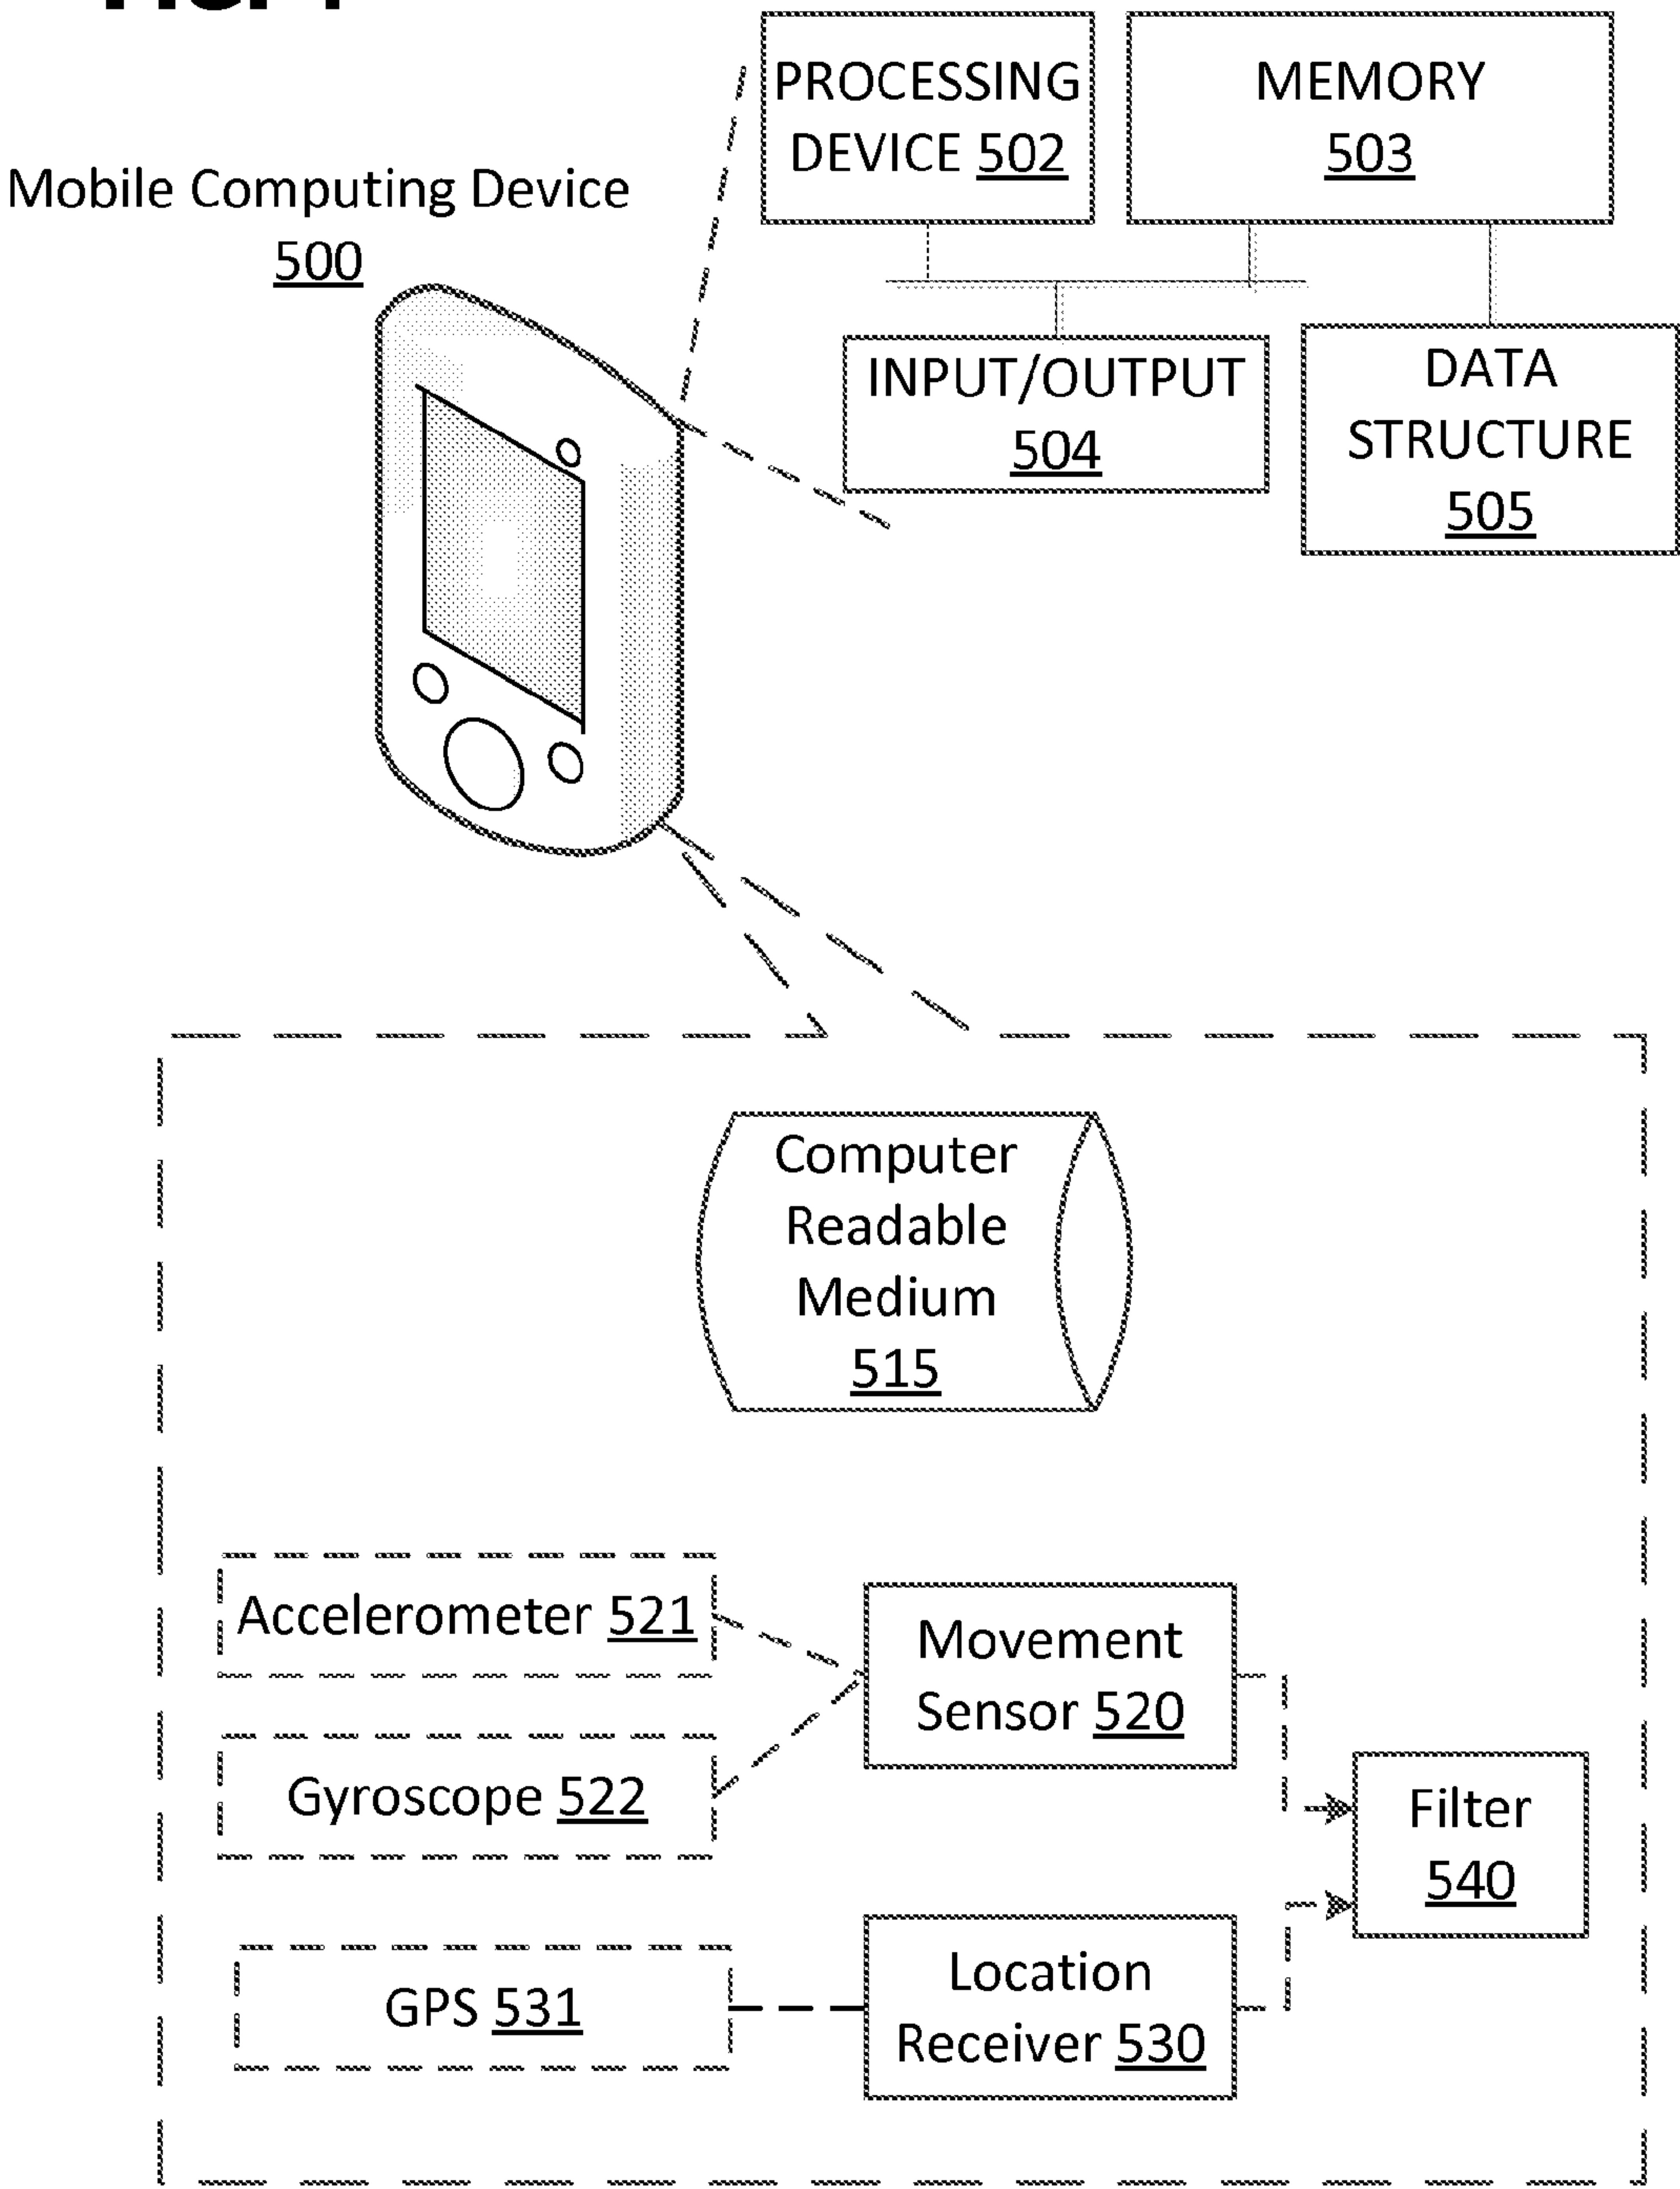 Mobile Computing Device
500
PROCESSING
DEVICE 502
MEMORY
503
INPUT/OUTPUT
504
DATA
STRUCTURE
505
Computer
Readable
Medium
515
Accelerometer 521
Gyroscope 522
GPS 531
Movement
Sensor 520
Location
Receiver 530
Filter
540